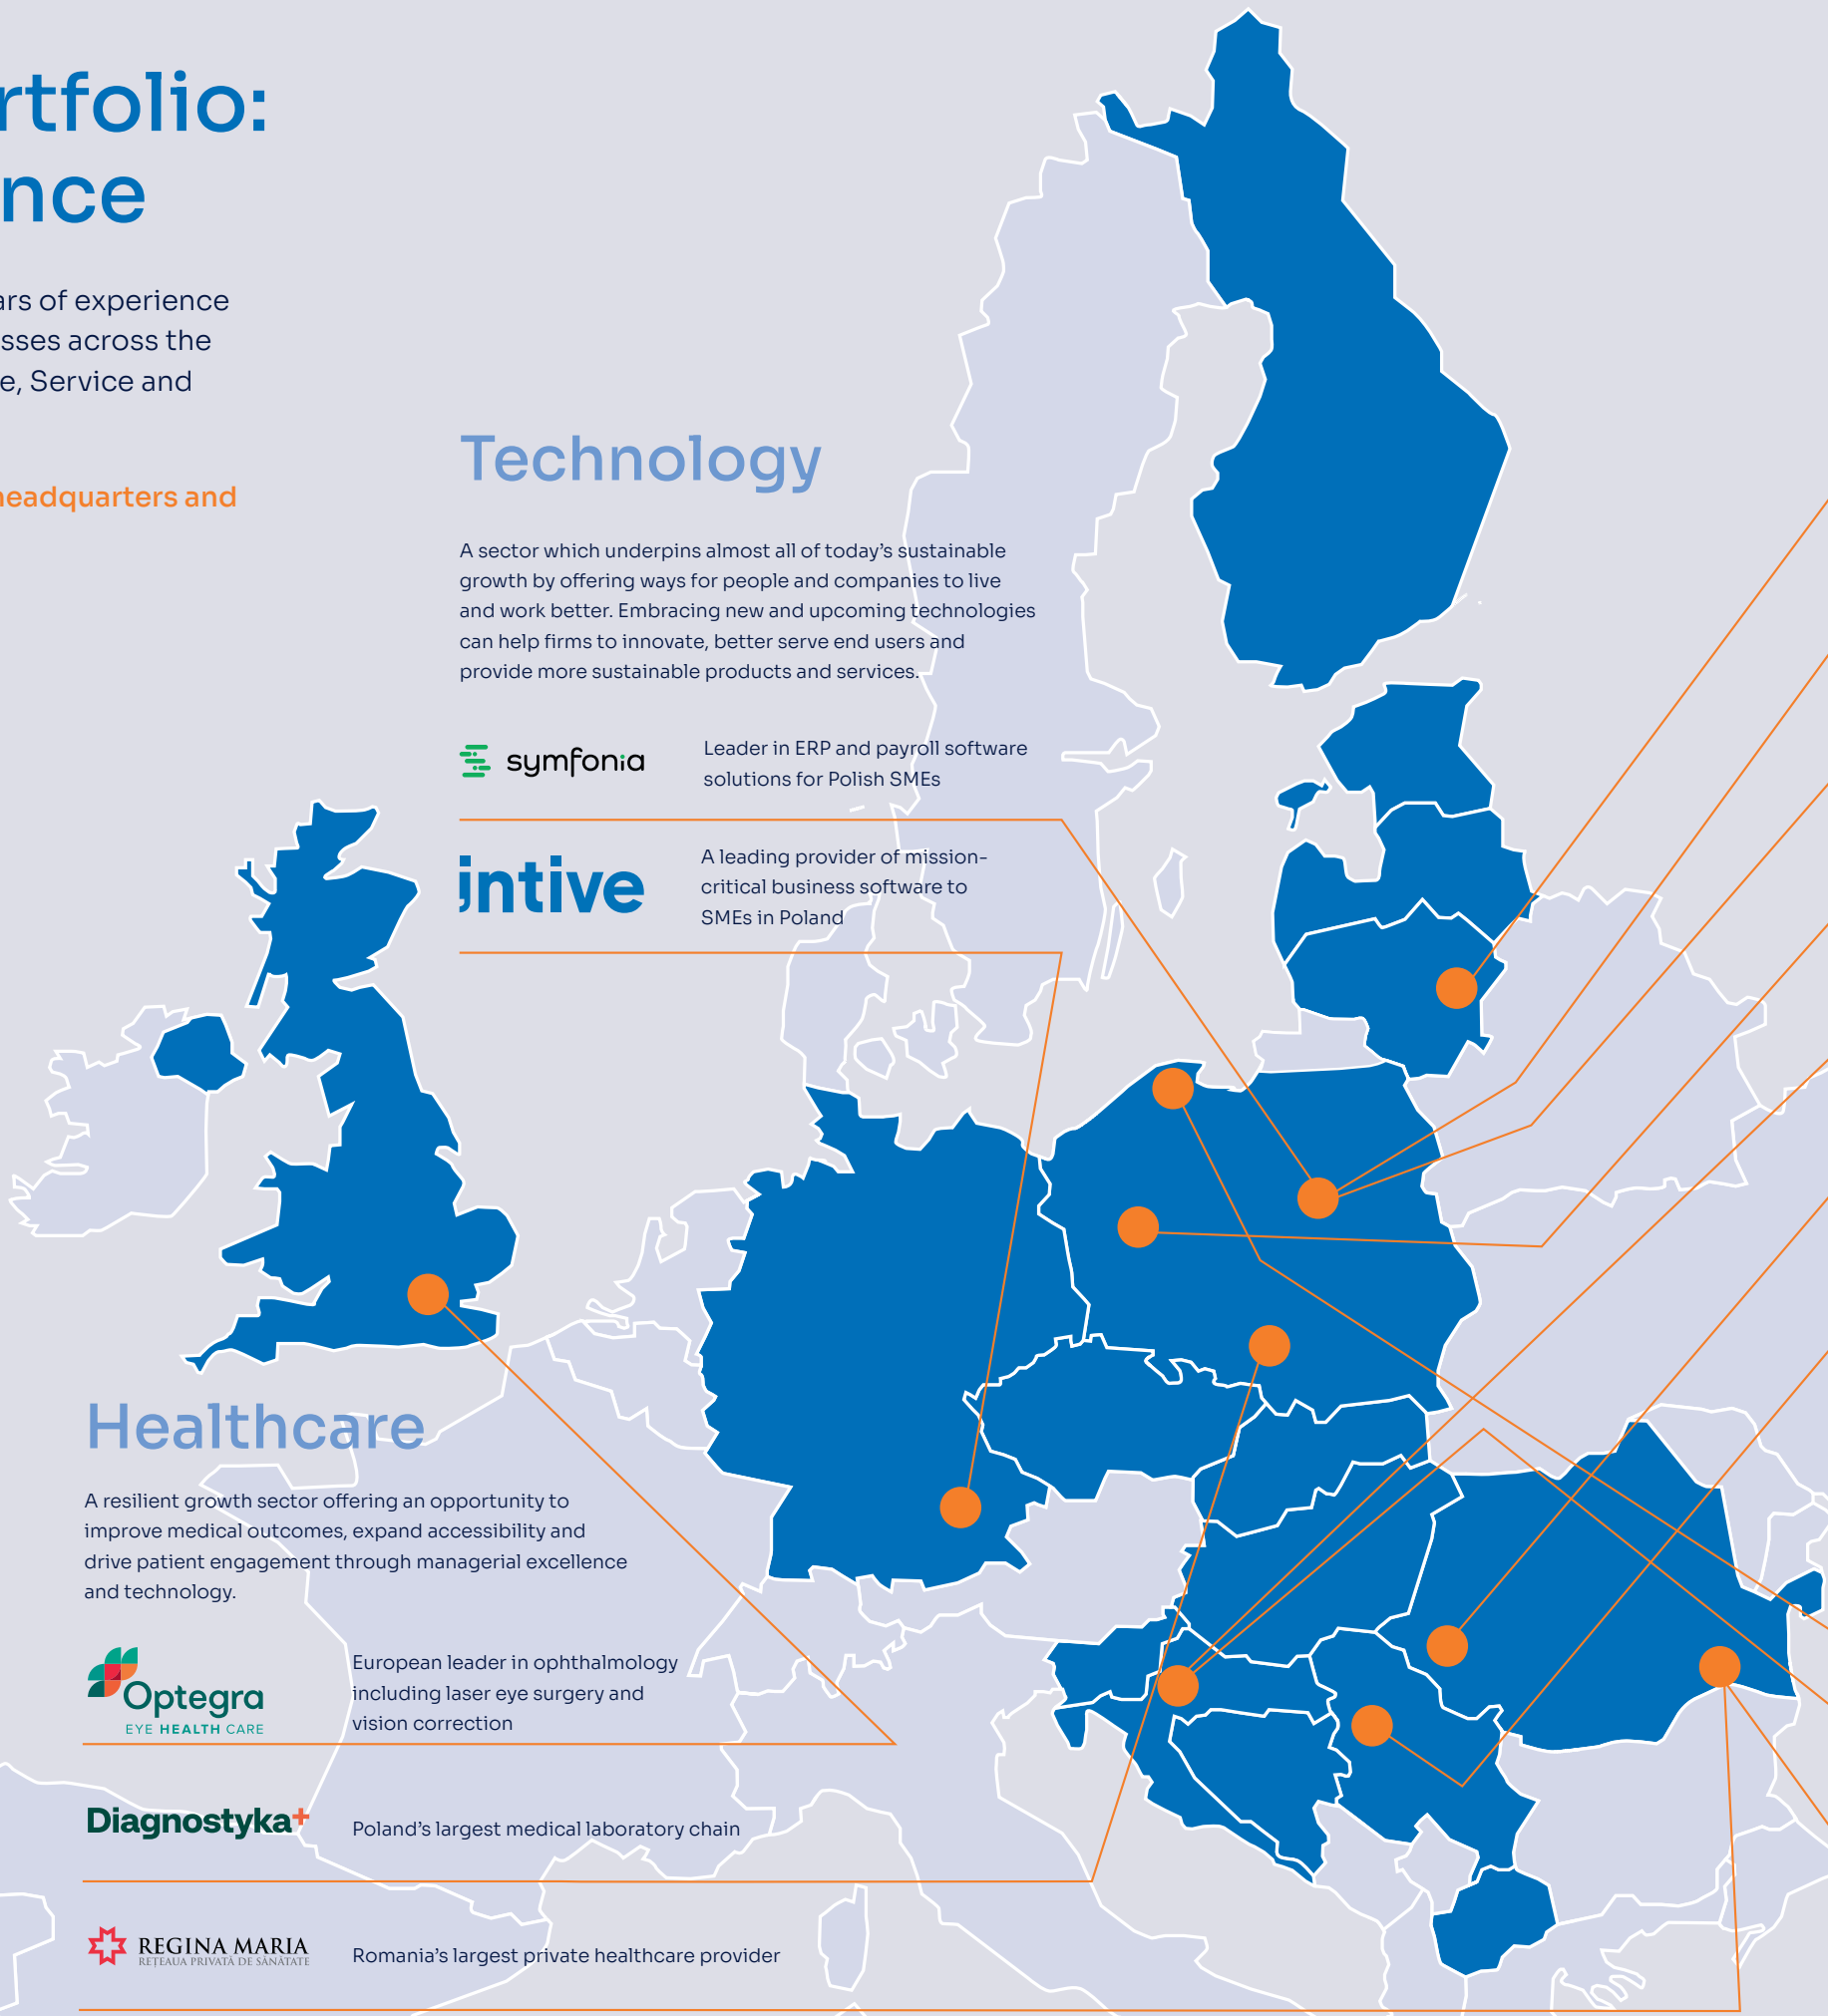 rtfolio:
nce
ars of experience
sses across the
e, Service and
headquarters and
Technology
A sector which underpins almost all of today’s sustainable
growth by offering ways for people and companies to live
and work better. Embracing new and upcoming technologies
can help firms to innovate, better serve end users and
provide more sustainable products and services.
symfonia
Leader in ERP and payroll software
solutions for Polish SMEs
intive
A leading provider of mission-
critical business software to
SMEs in Poland
Healthcare
A resilient growth sector offering an opportunity to
improve medical outcomes, expand accessibility and
drive patient engagement through managerial excellence
and technology.
Optegra
EYE HEALTH CARE
European leader in ophthalmology
including laser eye surgery and
vision correction
Diagnostyka+
Poland’s largest medical laboratory chain
REGINA MARIA
REȚEAUA PRIVATĂ DE SĂNĂTATE
Romania’s largest private healthcare provider